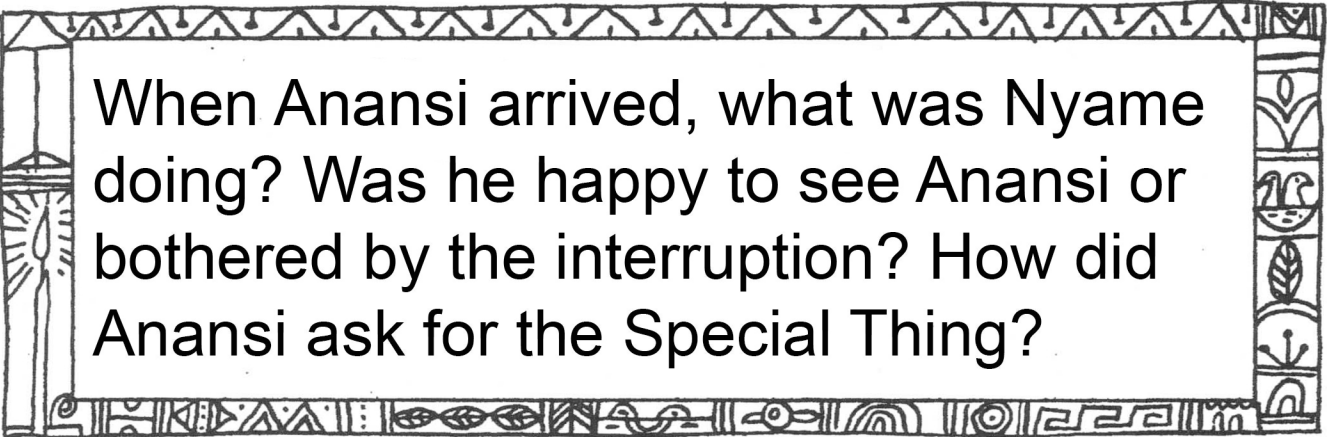 When Anansi arrived, what was Nyame
doing? Was he happy to see Anansi or
bothered by the interruption? How did
Anansi ask for the Special Thing?